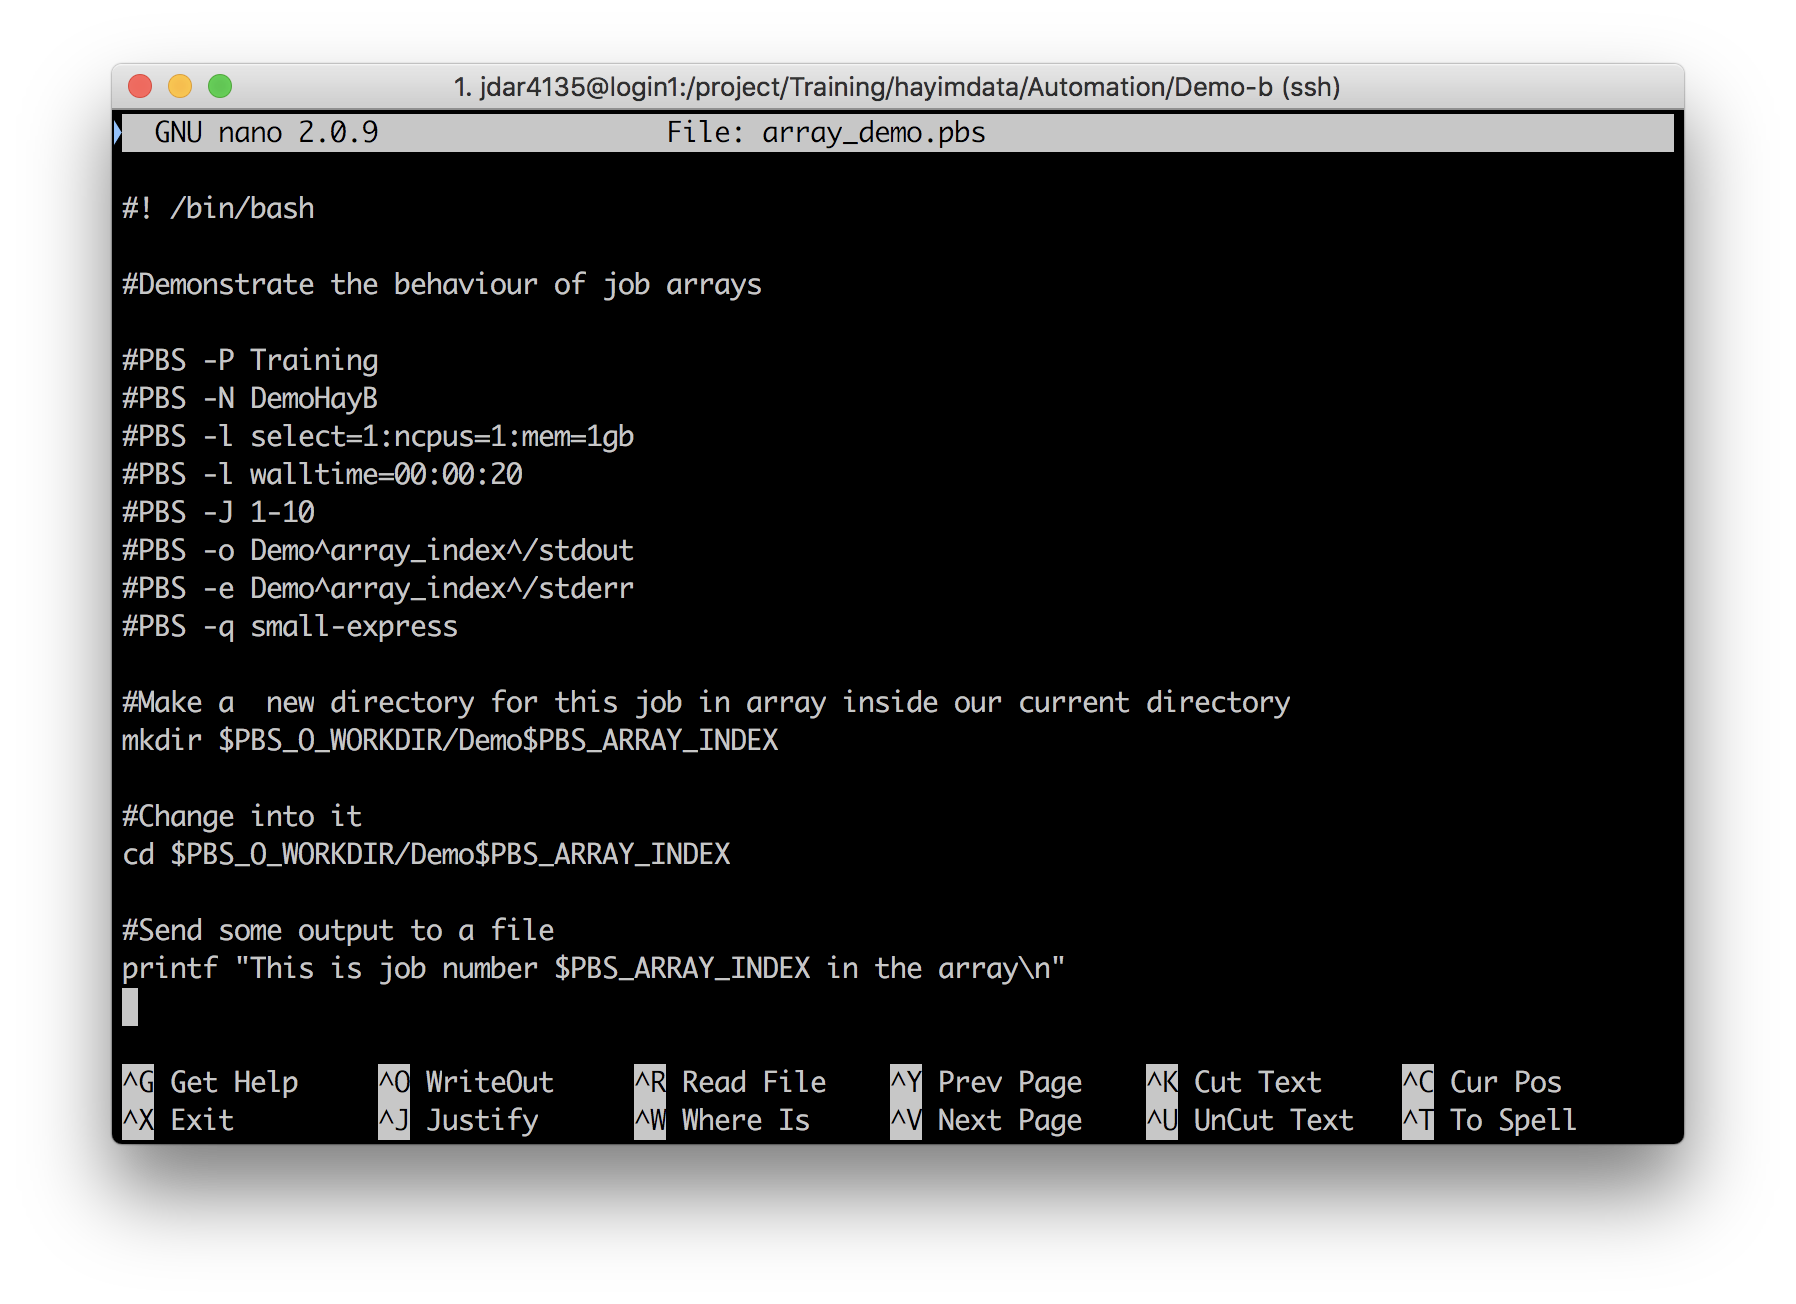 1. jdar4135@login1:/project/Training/hayimdata/Automation/Demo-b (ssh)
GNU nano 2.0.9 File: array_demo.pbs
#! /bin/bash
#Demonstrate the behaviour of job arrays
#PBS -P Training
#PBS -N DemoHayB
#PBS -l select=1:ncpus=1:mem=1gb
#PBS -l walltime=00:00:20
#PBS -J 1-10
#PBS -o Demo^array_index^/stdout
#PBS -e Demo^array_index^/stderr
#PBS -q small-express
#Make a  new directory for this job in array inside our current directory
mkdir $PBS_O_WORKDIR/Demo$PBS_ARRAY_INDEX
#Change into it
cd $PBS_O_WORKDIR/Demo$PBS_ARRAY_INDEX
#Send some output to a file
printf "This is job number $PBS_ARRAY_INDEX in the array\n"
^G Get Help ^O WriteOut ^R Read File ^Y Prev Page ^K Cut Text ^C Cur Pos
^X Exit ^J Justify ^W Where Is ^V Next Page ^U UnCut Text ^T To Spell